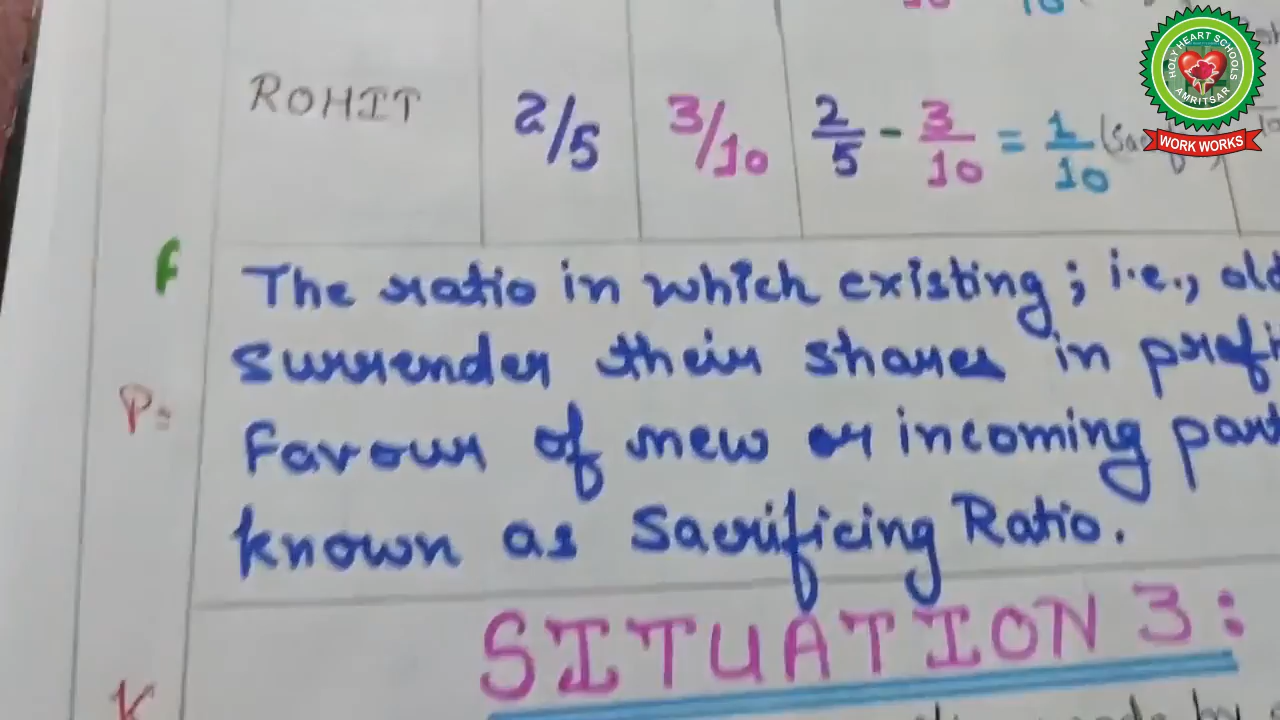 ROHIT 2/5 3/10 2/5 - 3/10 = 1/10
f
The ratio in which existing; i.e., old
surrender their shares in profi
P:
favour of new or incoming part
known as Sacrificing Ratio.
SITUATION 3:
K
HOLY HEART SCHOOLS
AMRITSAR
WORK WORKS